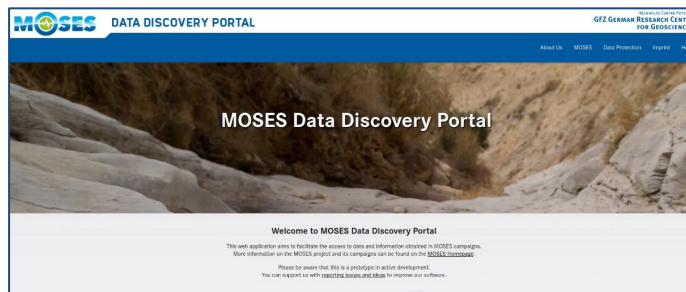 MOSES DATA DISCOVERY PORTAL
GFZ GERMAN RESEARCH CENT
FOR GEOSCIENC
About Us MOSES Data Protection Imprint
MOSES Data Discovery Portal
Welcome to MOSES Data Discovery Portal
This web application aims to facilitate the access to data and information obtained in MOSES campaigns.
More information on the MOSES project and its campaigns can be found on the MOSES Homepage.
Please be aware that this is a prototype in active development.
You can support us with reporting issues and ideas to improve our software.